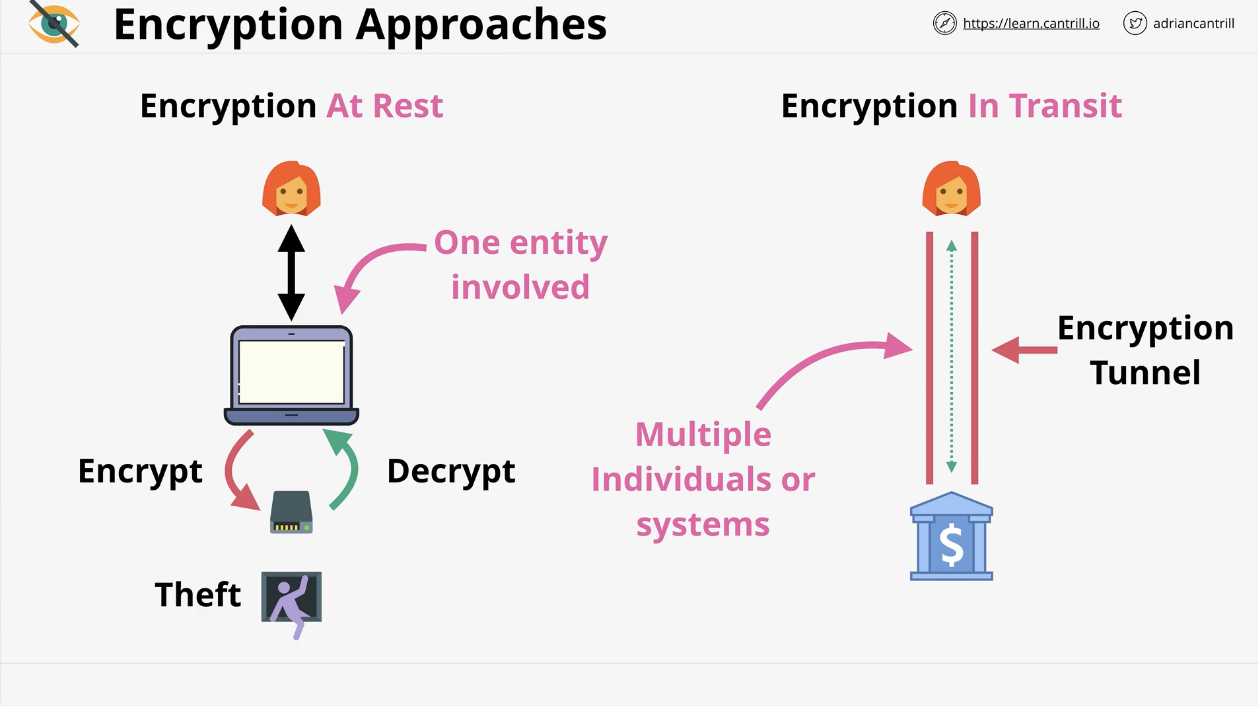 Encryption Approaches
https://learn.cantrill.io
adriancantrill
Encryption At Rest
One entity
involved
Encrypt
Decrypt
Theft
Encryption In Transit
Encryption
Tunnel
Multiple
Individuals or
systems
$